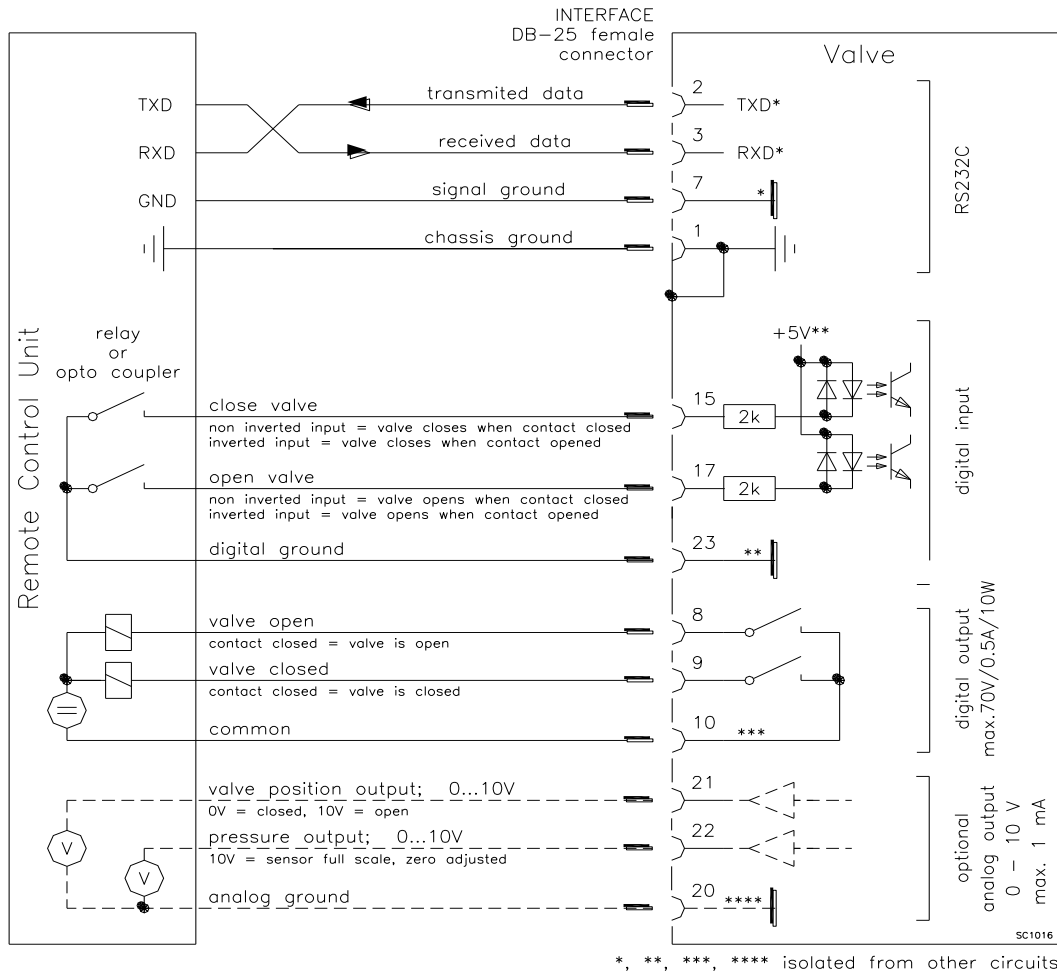 INTERFACE
DB-25 female
connector
Valve
TXD
transmited data
2
TXD*
RXD
received data
3
RXD*
GND
signal ground
7
*
chassis ground
1
RS232C
Remote Control Unit
relay
or
opto coupler
+5V**
close valve
15
2k
non inverted input = valve closes when contact closed
inverted input = valve closes when contact opened
open valve
17
2k
non inverted input = valve opens when contact closed
inverted input = valve opens when contact opened
digital ground
23
**
digital input
valve open
8
contact closed = valve is open
valve closed
9
contact closed = valve is closed
common
10
***
digital output
max.70V/0.5A/10W
valve position output; 0...10V
21
0V = closed, 10V = open
V
pressure output; 0...10V
22
10V = sensor full scale, zero adjusted
V
analog ground
20
****
optional
analog output
0 - 10 V
max. 1 mA
SC1016
*, **, ***, **** isolated from other circuits